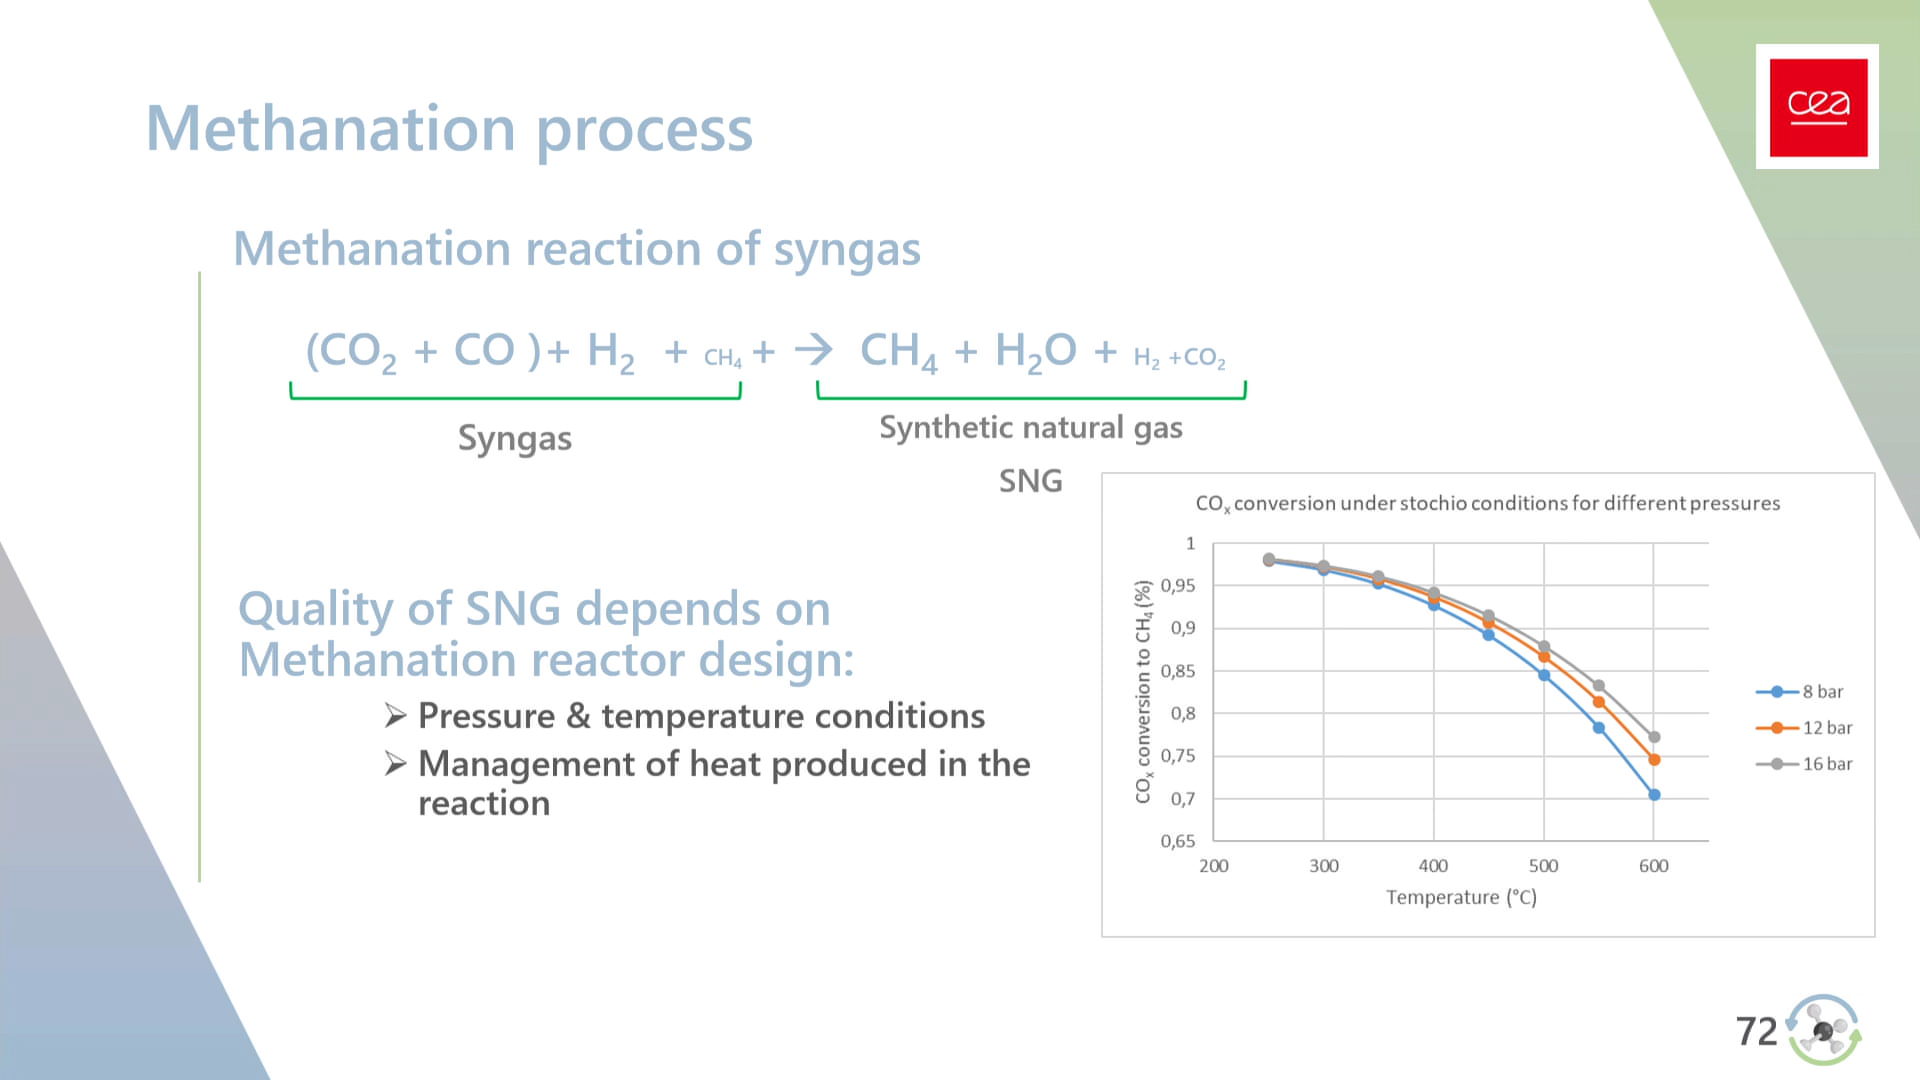 Methanation process
cea
Methanation reaction of syngas
(CO₂ + CO )+ H₂ + CH₄ + → CH₄ + H₂O + H₂ +CO₂
Syngas
Synthetic natural gas
SNG
Quality of SNG depends on
Methanation reactor design:
➢ Pressure & temperature conditions
➢ Management of heat produced in the
reaction
COₓ conversion under stochio conditions for different pressures
COₓ conversion to CH₄ (%)
1
0,95
0,9
0,85
0,8
0,75
0,7
0,65
200 300 400 500 600
Temperature (°C)
8 bar
12 bar
16 bar
72